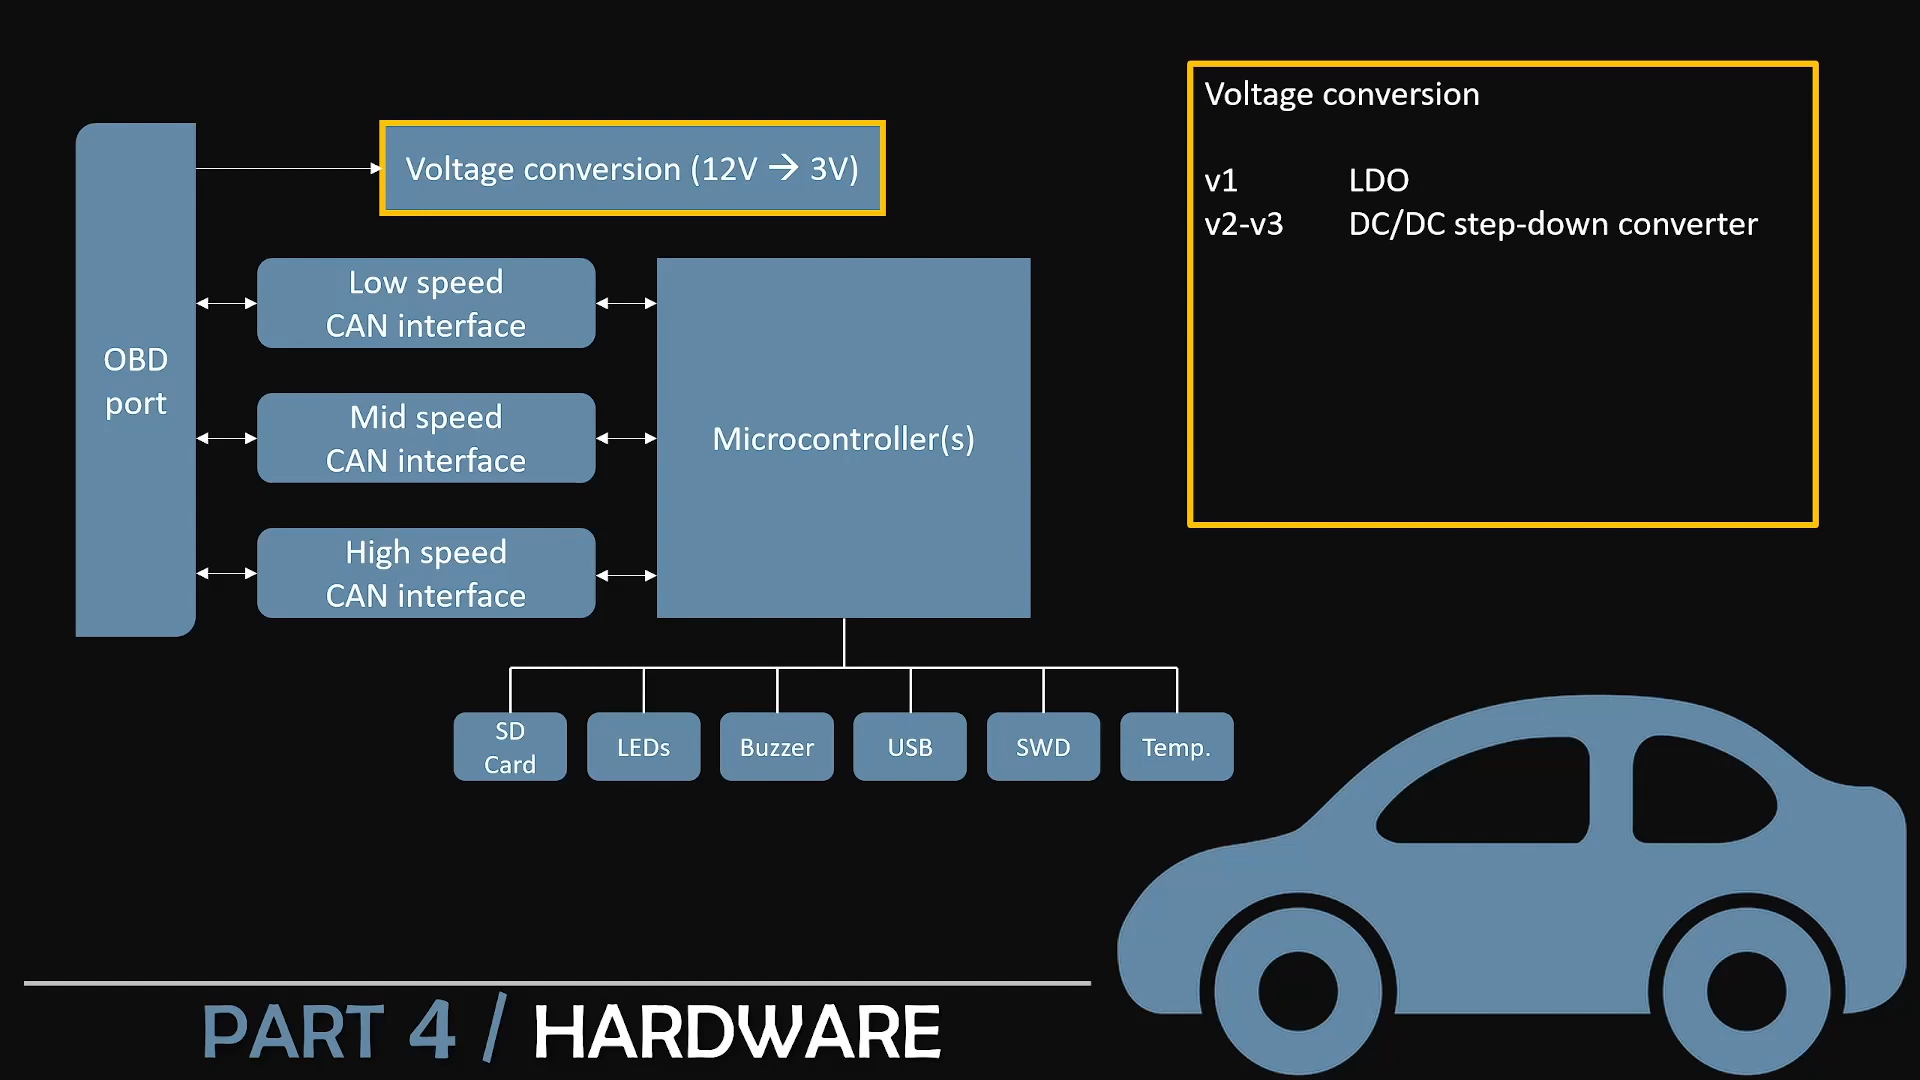 Voltage conversion
v1 LDO
v2-v3 DC/DC step-down converter
Voltage conversion (12V → 3V)
OBD
port
Low speed
CAN interface
Mid speed
CAN interface
High speed
CAN interface
Microcontroller(s)
SD
Card
LEDs
Buzzer
USB
SWD
Temp.
PART 4 / HARDWARE